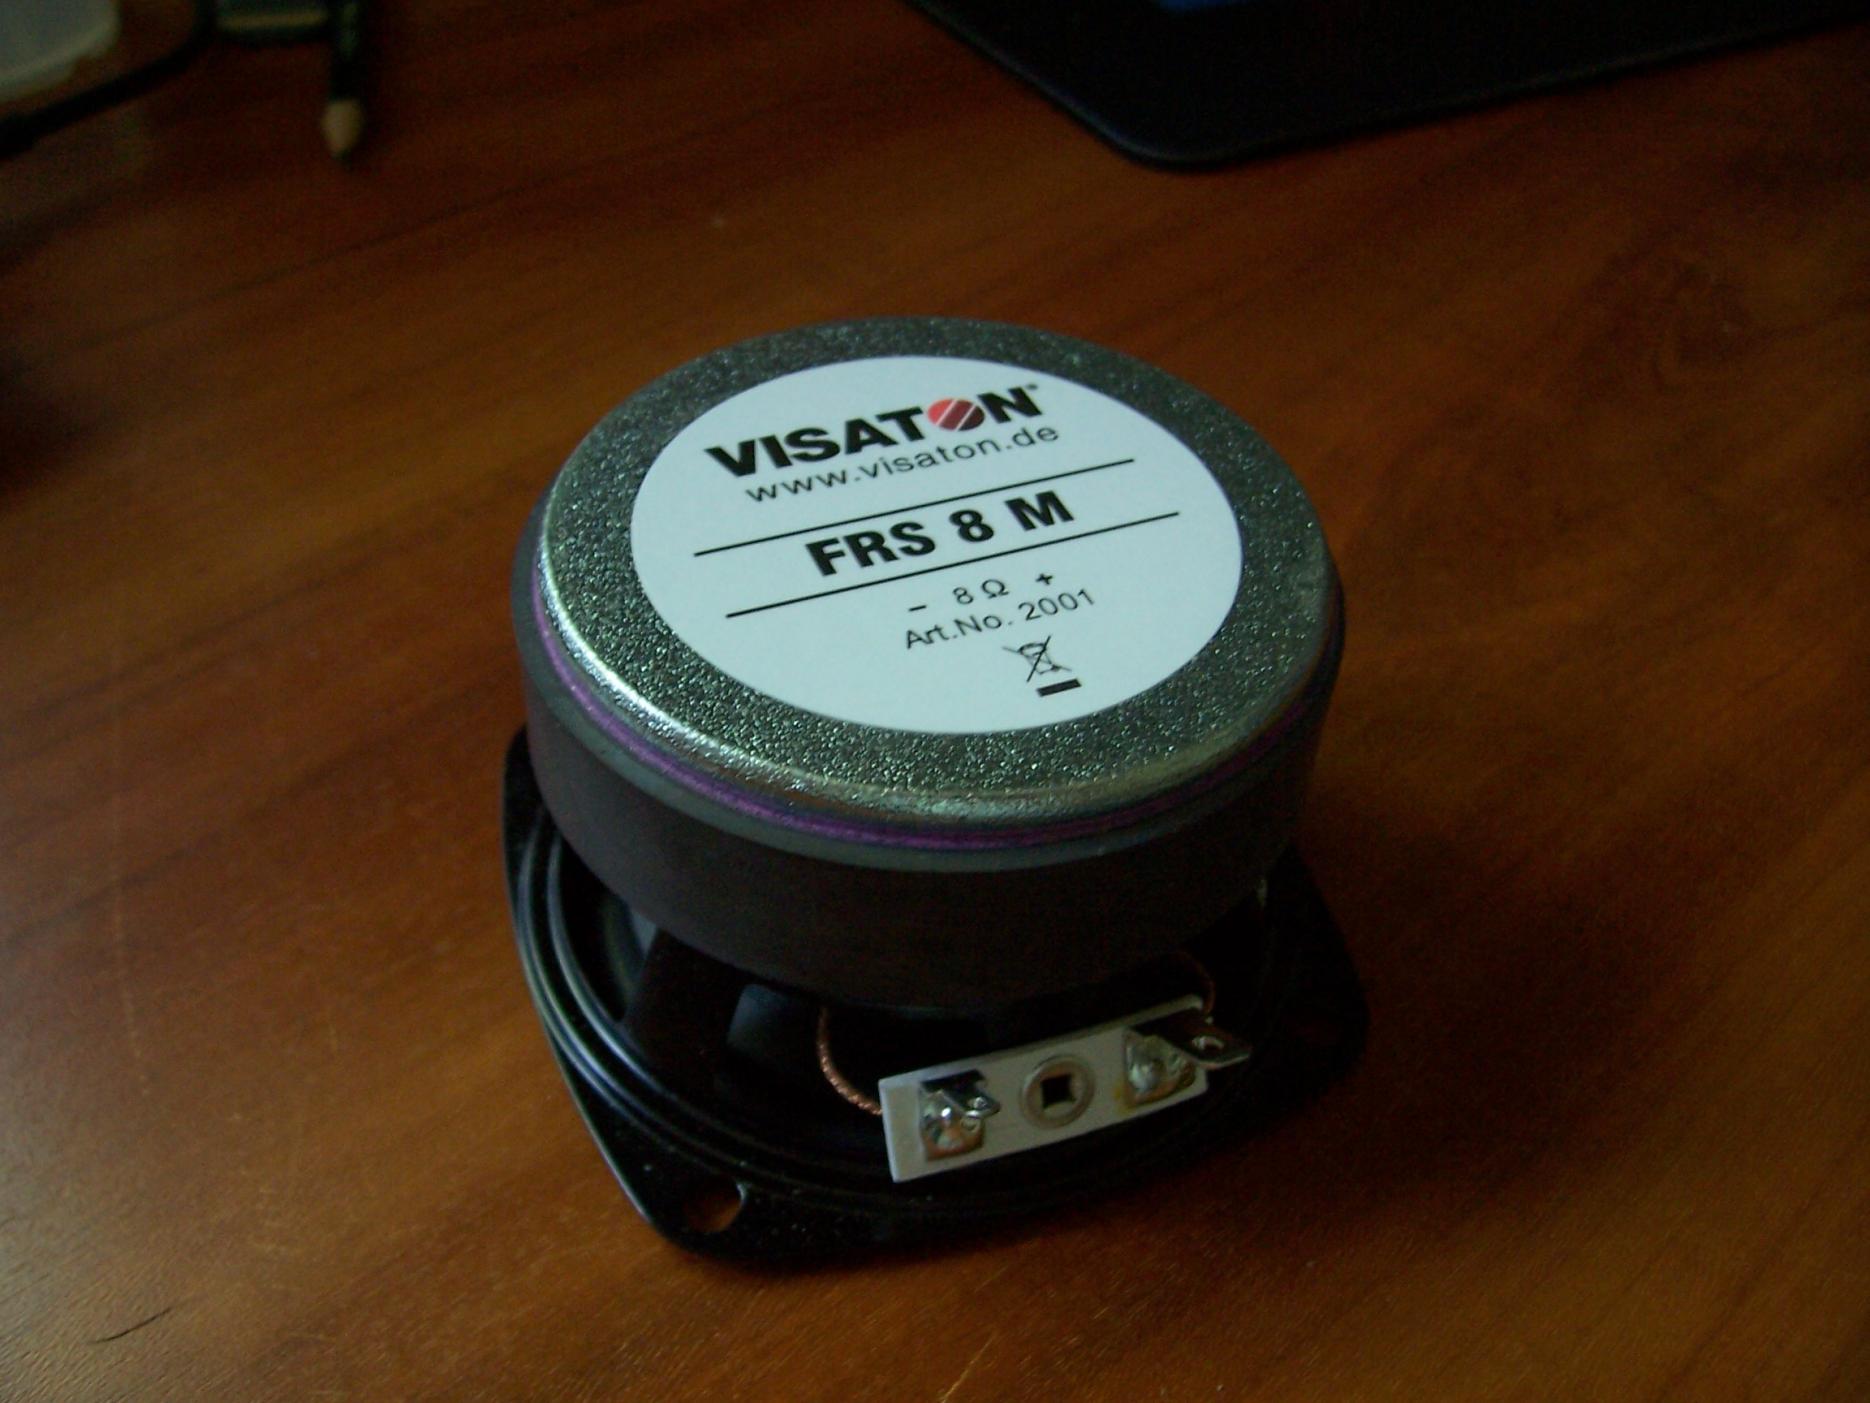 VISATON®
www.visaton.de
FRS 8 M
– 8 Ω +
Art.No. 2001